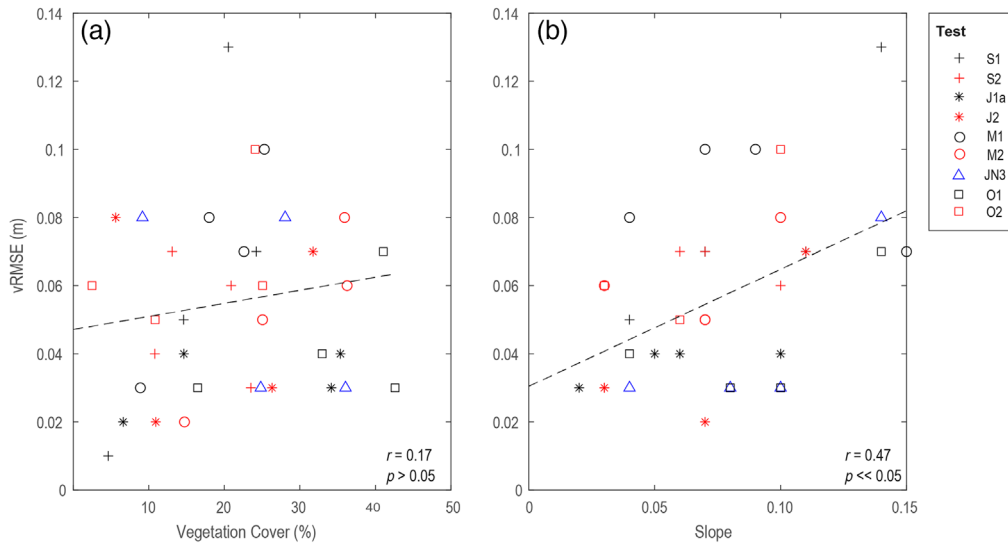 (a)
0.14
0.12
0.1
0.08
0.06
0.04
0.02
0
vRMSE (m)
10
20
30
40
50
Vegetation Cover (%)
r = 0.17
p > 0.05
(b)
0.14
0.12
0.1
0.08
0.06
0.04
0.02
0
0
0.05
0.10
0.15
Slope
r = 0.47
p << 0.05
Test
S1
S2
J1a
J2
M1
M2
JN3
O1
O2